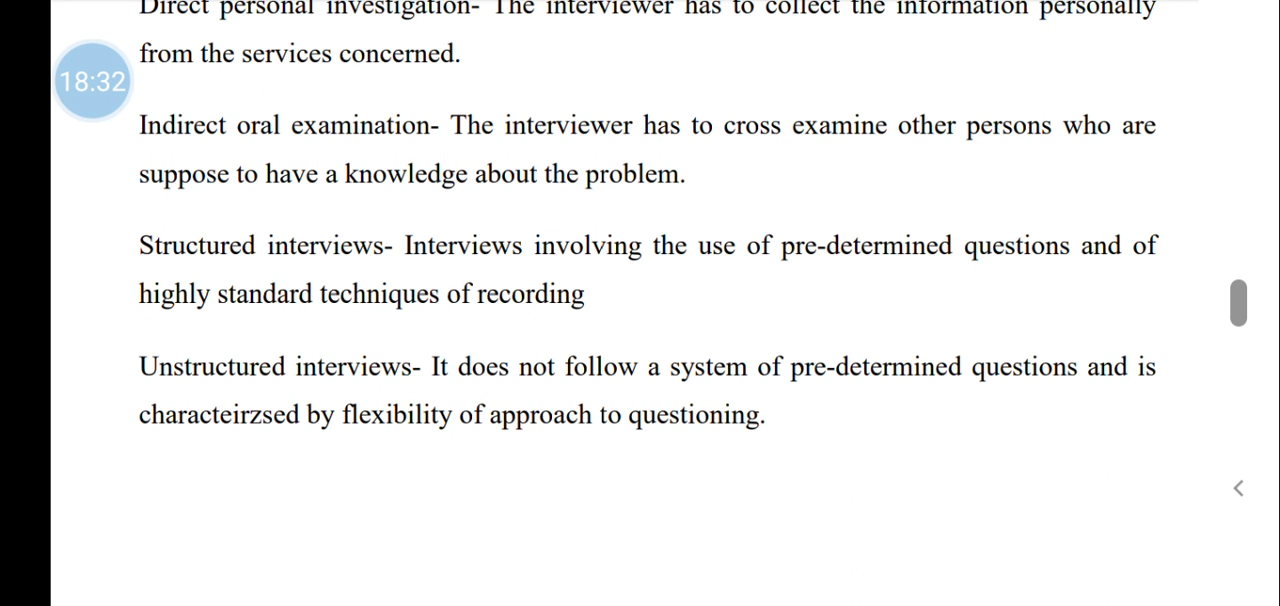 Direct personal investigation- The interviewer has to collect the information personally
from the services concerned.
18:32
Indirect oral examination- The interviewer has to cross examine other persons who are
suppose to have a knowledge about the problem.
Structured interviews- Interviews involving the use of pre-determined questions and of
highly standard techniques of recording
Unstructured interviews- It does not follow a system of pre-determined questions and is
characteirzsed by flexibility of approach to questioning.